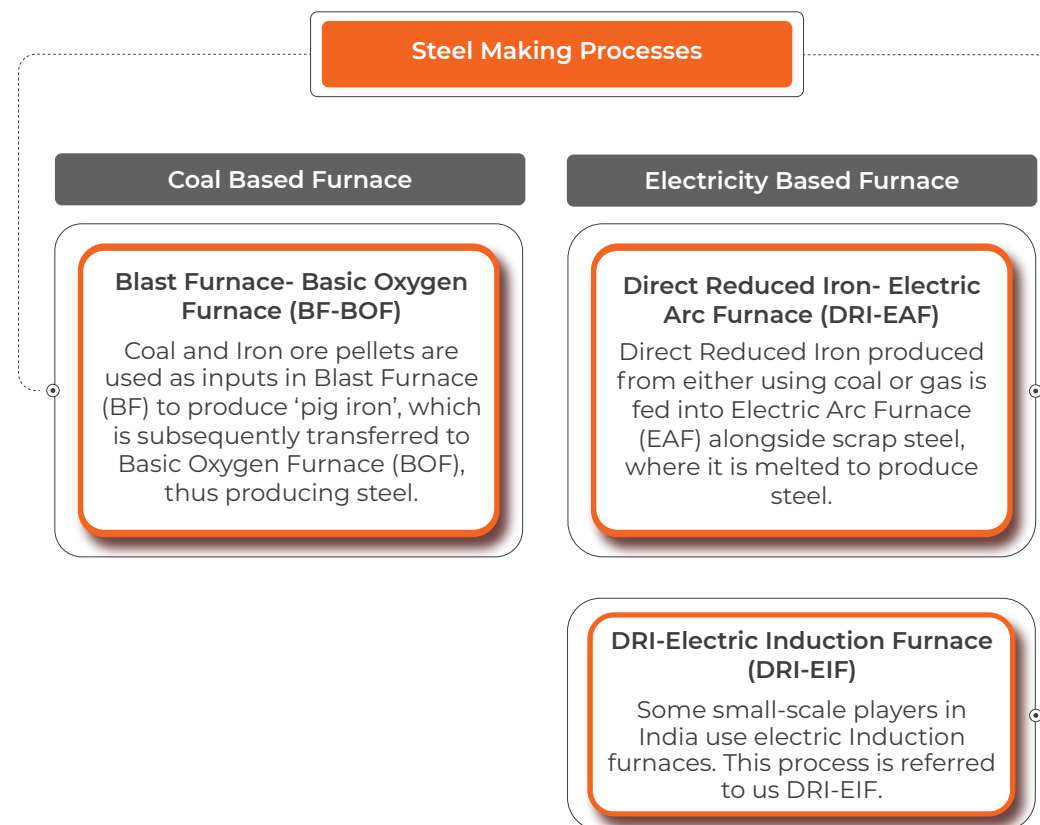 Steel Making Processes
Coal Based Furnace
Blast Furnace- Basic Oxygen
Furnace (BF-BOF)
Coal and Iron ore pellets are
used as inputs in Blast Furnace
(BF) to produce ‘pig iron’, which
is subsequently transferred to
Basic Oxygen Furnace (BOF),
thus producing steel.
Electricity Based Furnace
Direct Reduced Iron- Electric
Arc Furnace (DRI-EAF)
Direct Reduced Iron produced
from either using coal or gas is
fed into Electric Arc Furnace
(EAF) alongside scrap steel,
where it is melted to produce
steel.
DRI-Electric Induction Furnace
(DRI-EIF)
Some small-scale players in
India use electric Induction
furnaces. This process is referred
to us DRI-EIF.